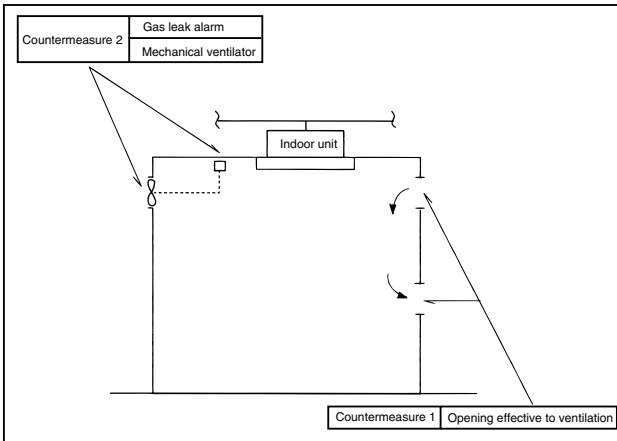 Countermeasure 2
Gas leak alarm
Mechanical ventilator
Indoor unit
Countermeasure 1
Opening effective to ventilation